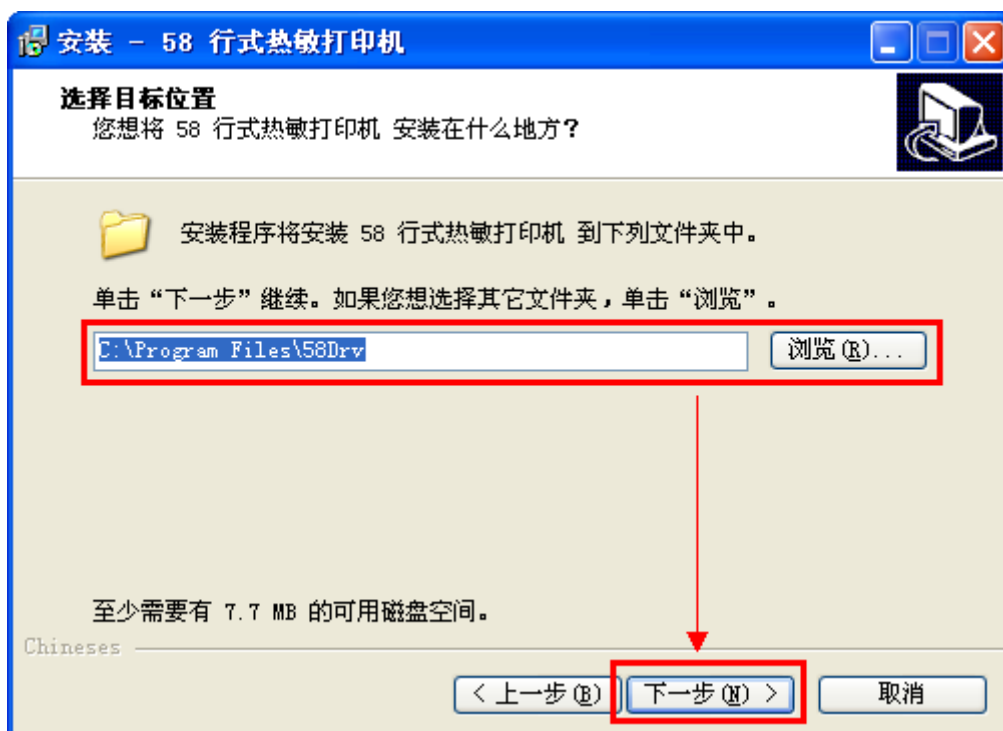 安装 - 58 行式热敏打印机
选择目标位置
您想将 58 行式热敏打印机 安装在什么地方?
安装程序将安装 58 行式热敏打印机 到下列文件夹中。
单击“下一步”继续。如果您想选择其它文件夹,单击“浏览”。
C:\Program Files\58Drv
浏览(R)...
至少需要有 7.7 MB 的可用磁盘空间。
Chineses
< 上一步(B) 下一步(N) > 取消